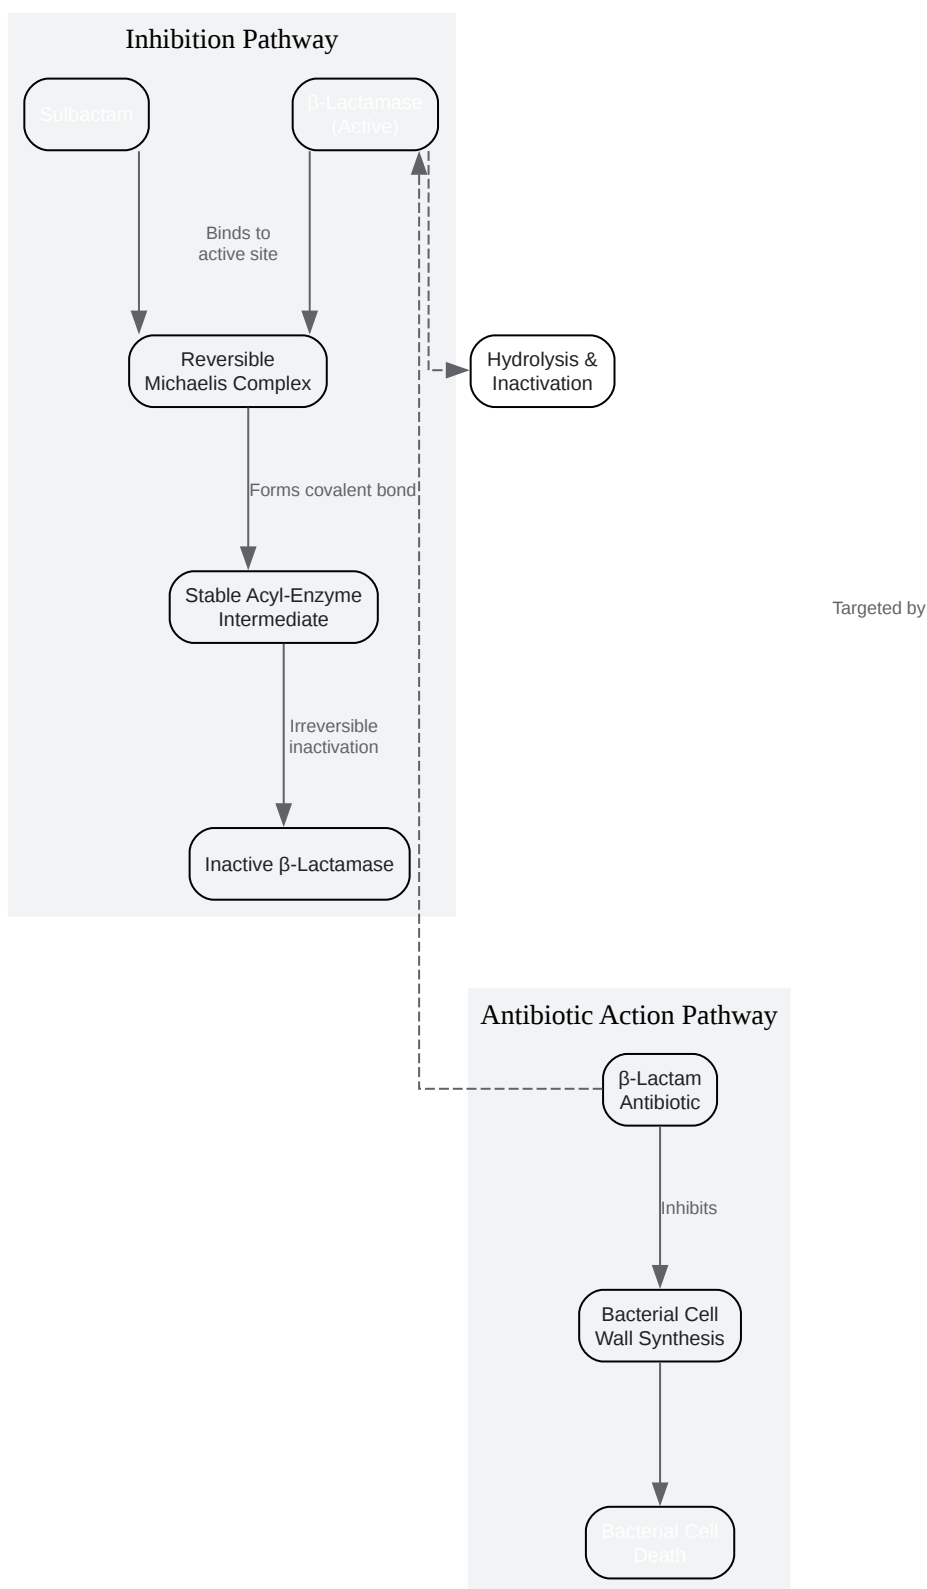 Inhibition Pathway
Sulbactam
β-Lactamase
(Active)
Binds to
active site
Reversible
Michaelis Complex
Hydrolysis &
Inactivation
Forms covalent bond
Stable Acyl-Enzyme
Intermediate
Targeted by
Irreversible
inactivation
Inactive β-Lactamase
Antibiotic Action Pathway
β-Lactam
Antibiotic
Inhibits
Bacterial Cell
Wall Synthesis
Bacterial Cell
Death